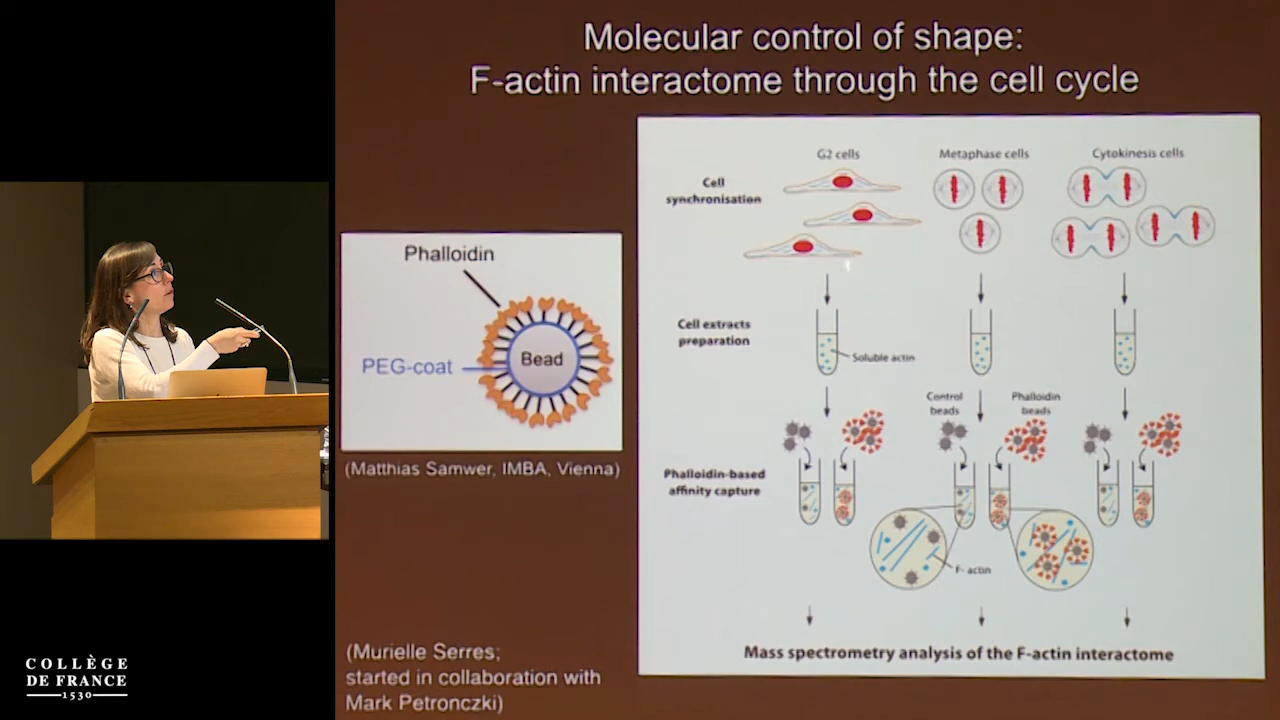 Molecular control of shape:
F-actin interactome through the cell cycle
Phalloidin
PEG-coat
Bead
(Matthias Samwer, IMBA, Vienna)
(Murielle Serres;
started in collaboration with
Mark Petronczki)
G2 cells
Metaphase cells
Cytokinesis cells
Cell
synchronisation
Cell extracts
preparation
Soluble actin
Control
beads
Phalloidin
beads
Phalloidin-based
affinity capture
F- actin
Mass spectrometry analysis of the F-actin interactome
COLLÈGE
DE FRANCE
1530